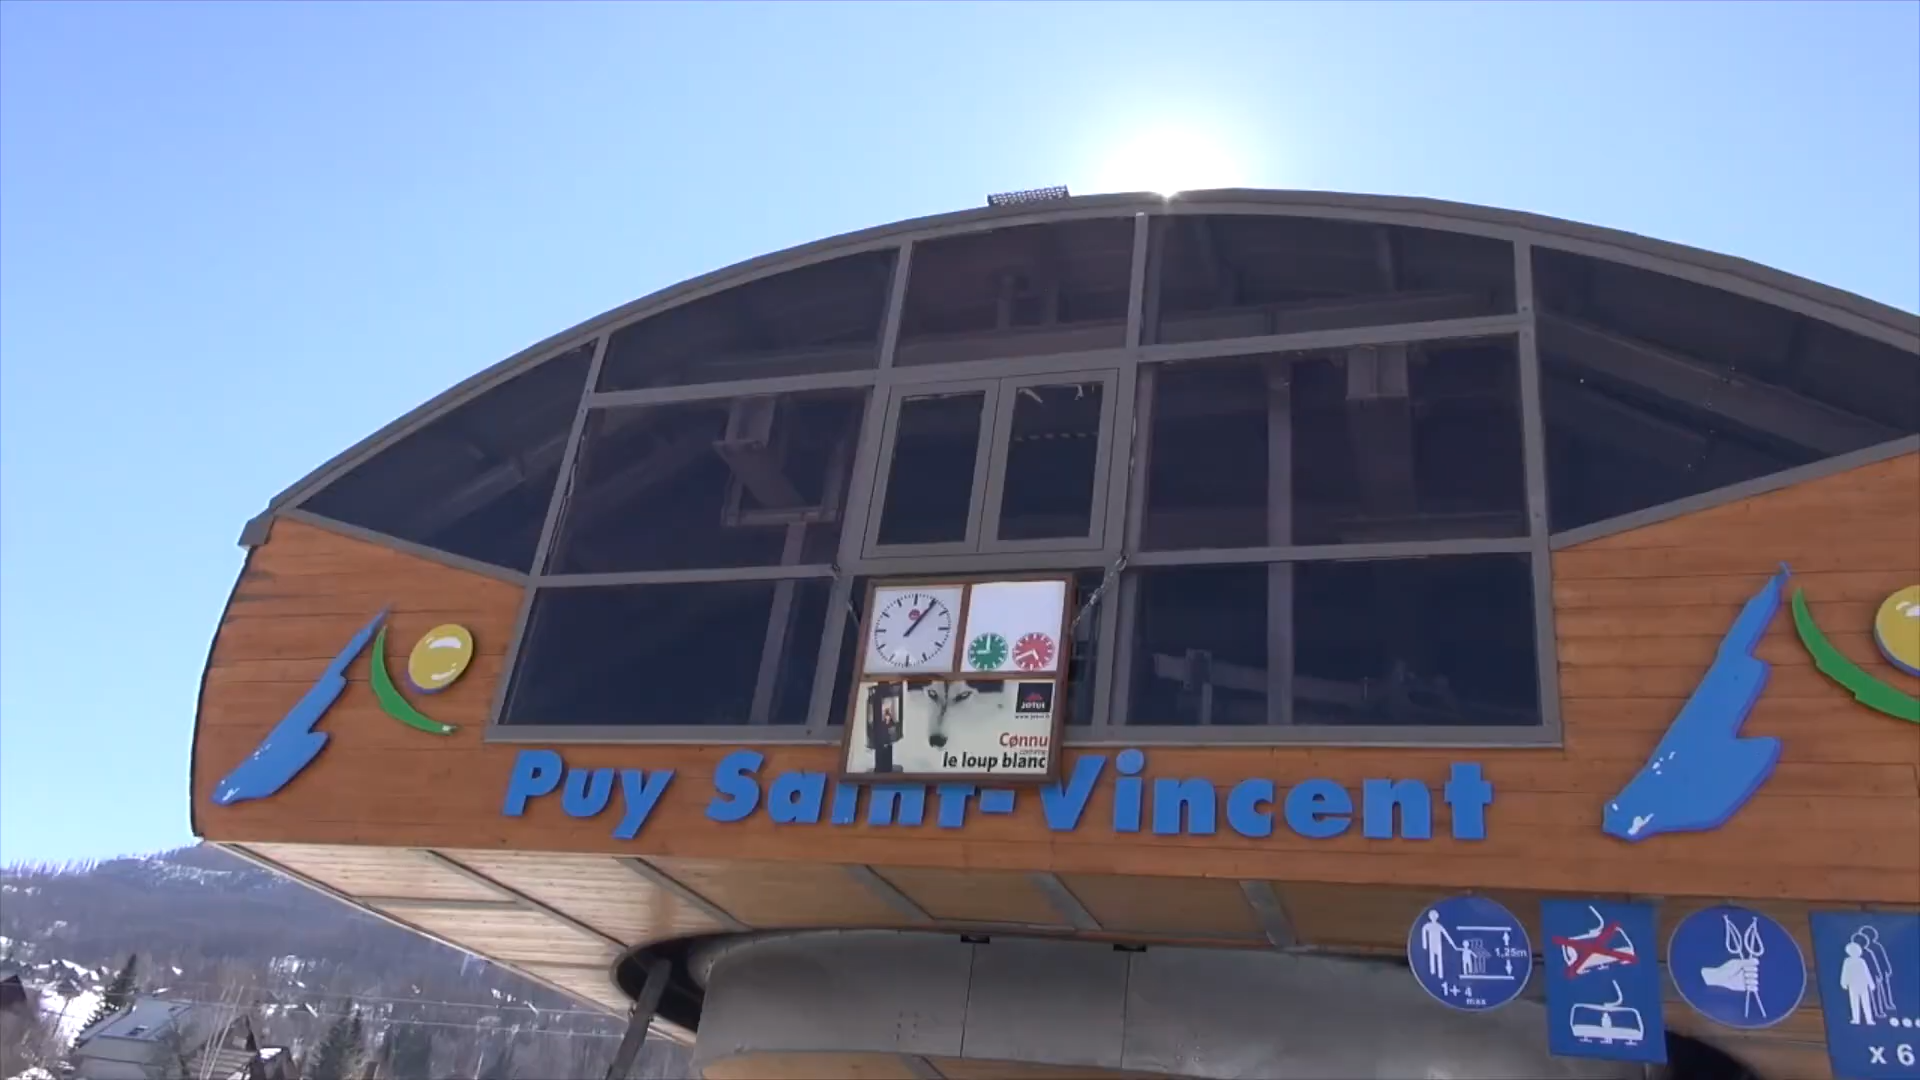 JØTUL
Cønnu
comme
le loup blanc
Puy Saint-Vincent
1,25m
1+ 4
max
x 6